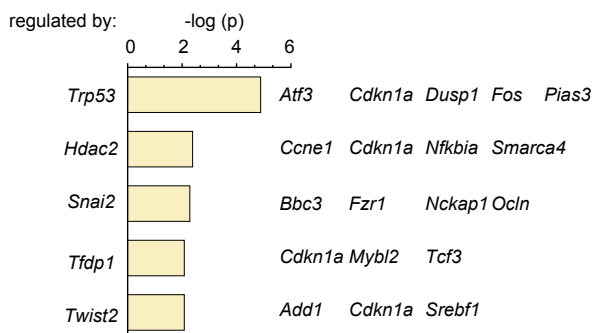 regulated by: -log (p)
0 2 4 6
Trp53 Atf3 Cdkn1a Dusp1 Fos Pias3
Hdac2 Ccne1 Cdkn1a Nfkbia Smarca4
Snai2 Bbc3 Fzr1 Nckap1 Ocln
Tfdp1 Cdkn1a Mybl2 Tcf3
Twist2 Add1 Cdkn1a Srebf1